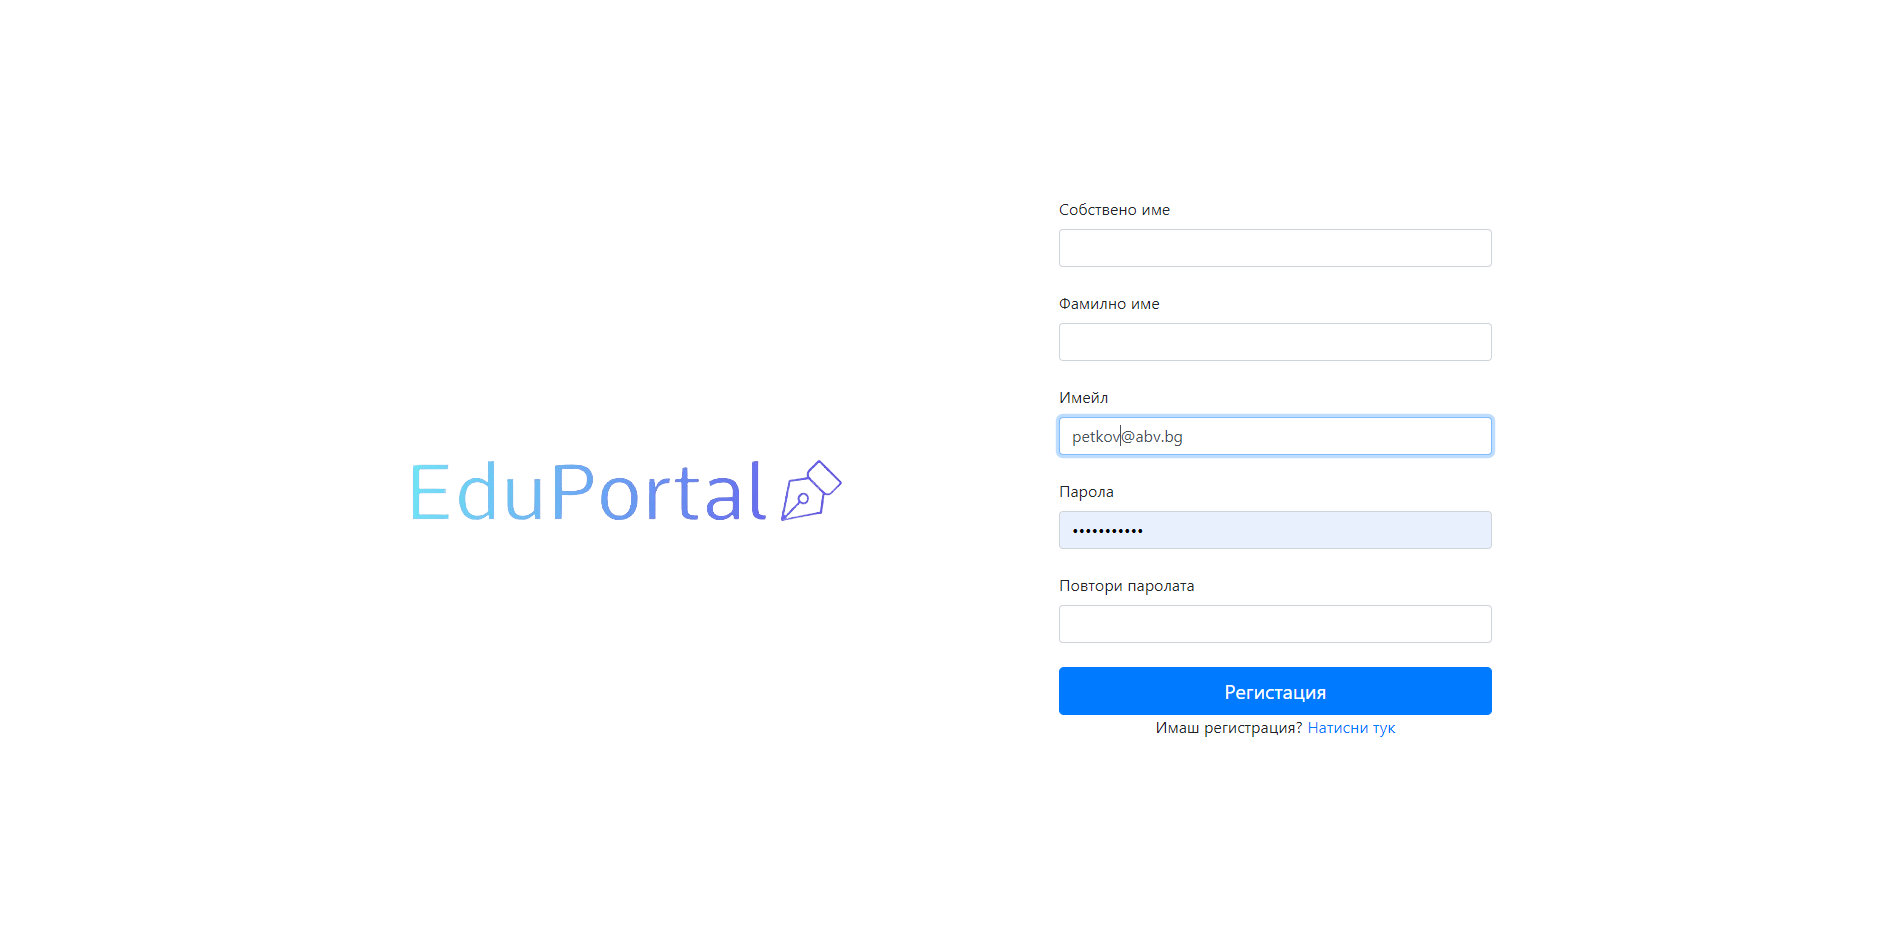 EduPortal
Собствено име
Фамилно име
Имейл
petkov@abv.bg
Парола
•••••••••••
Повтори паролата
Регистация
Имаш регистрация? Натисни тук